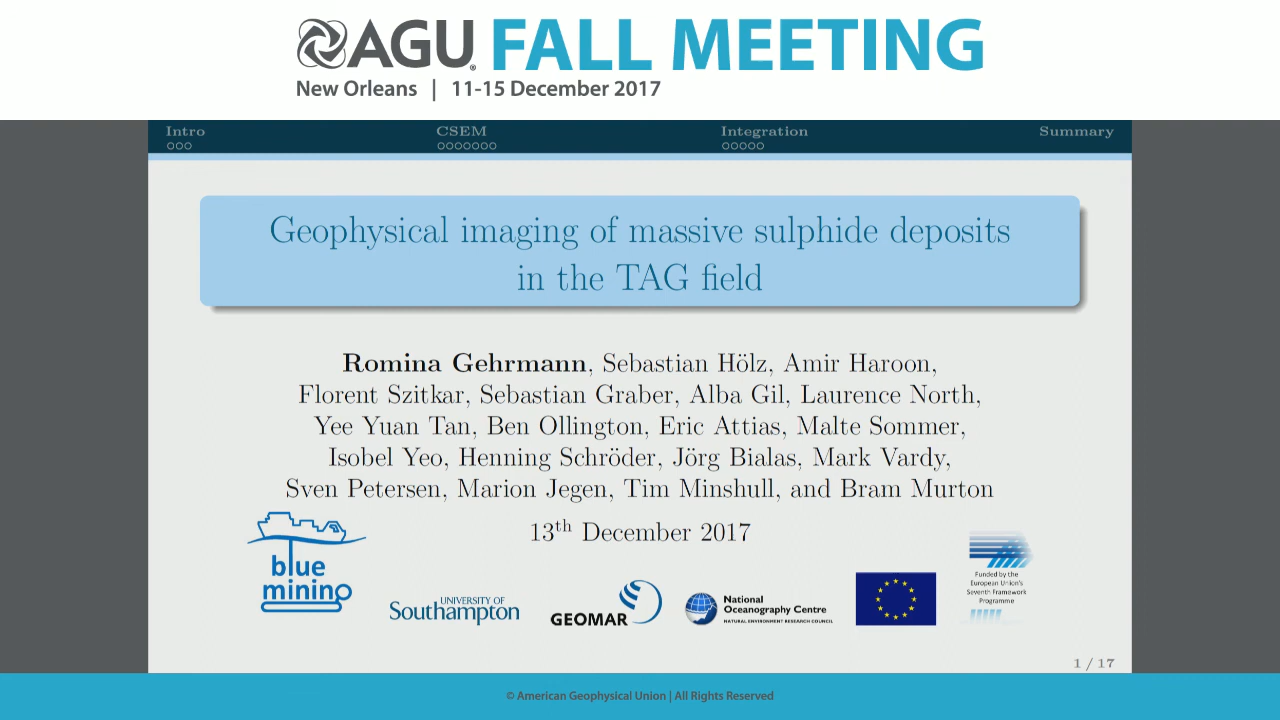 AGU FALL MEETING
New Orleans | 11-15 December 2017
Intro CSEM Integration Summary
Geophysical imaging of massive sulphide deposits
in the TAG field
Romina Gehrmann, Sebastian Hölz, Amir Haroon,
Florent Szitkar, Sebastian Graber, Alba Gil, Laurence North,
Yee Yuan Tan, Ben Ollington, Eric Attias, Malte Sommer,
Isobel Yeo, Henning Schröder, Jörg Bialas, Mark Vardy,
Sven Petersen, Marion Jegen, Tim Minshull, and Bram Murton
13th December 2017
blue
mining
UNIVERSITY OF
Southampton
GEOMAR
National
Oceanography Centre
NATURAL ENVIRONMENT RESEARCH COUNCIL
Funded by the
European Union's
Seventh Framework
Programme
1 / 17
© American Geophysical Union | All Rights Reserved